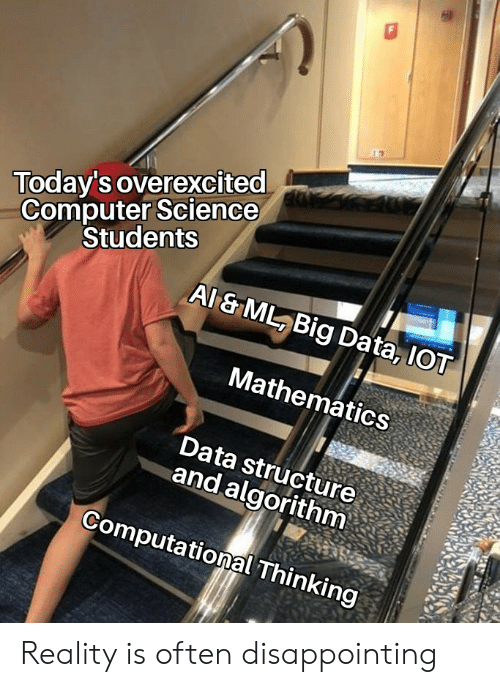 F
Today's overexcited
Computer Science
Students
AI & ML, Big Data, IOT
Mathematics
Data structure
and algorithm
Computational Thinking
Reality is often disappointing